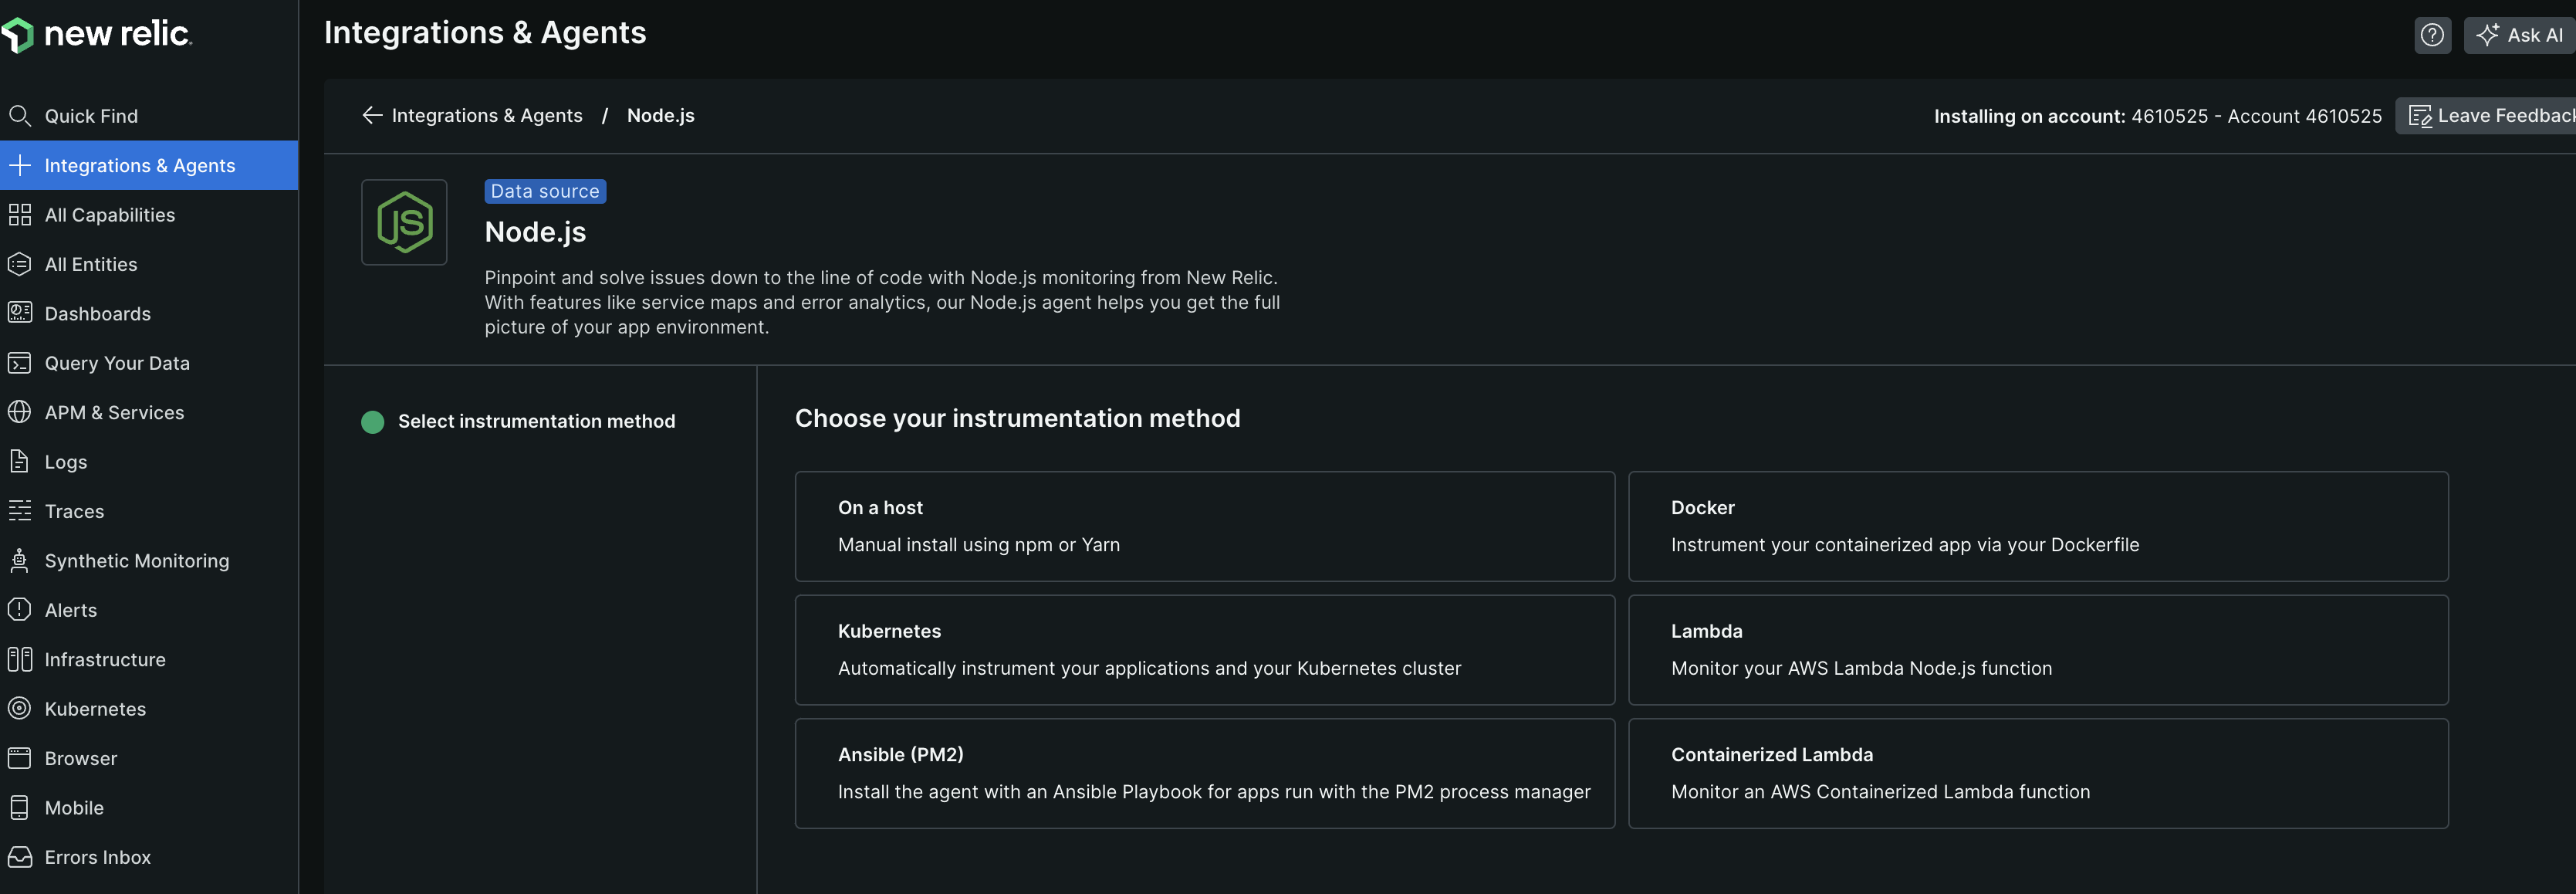 new relic.
Integrations & Agents
Ask AI
Quick Find
Integrations & Agents
All Capabilities
All Entities
Dashboards
Query Your Data
APM & Services
Logs
Traces
Synthetic Monitoring
Alerts
Infrastructure
Kubernetes
Browser
Mobile
Errors Inbox
Integrations & Agents / Node.js
Installing on account: 4610525 - Account 4610525
Leave Feedback
JS
Data source
Node.js
Pinpoint and solve issues down to the line of code with Node.js monitoring from New Relic.
With features like service maps and error analytics, our Node.js agent helps you get the full
picture of your app environment.
Select instrumentation method
Choose your instrumentation method
On a host
Manual install using npm or Yarn
Docker
Instrument your containerized app via your Dockerfile
Kubernetes
Automatically instrument your applications and your Kubernetes cluster
Lambda
Monitor your AWS Lambda Node.js function
Ansible (PM2)
Install the agent with an Ansible Playbook for apps run with the PM2 process manager
Containerized Lambda
Monitor an AWS Containerized Lambda function